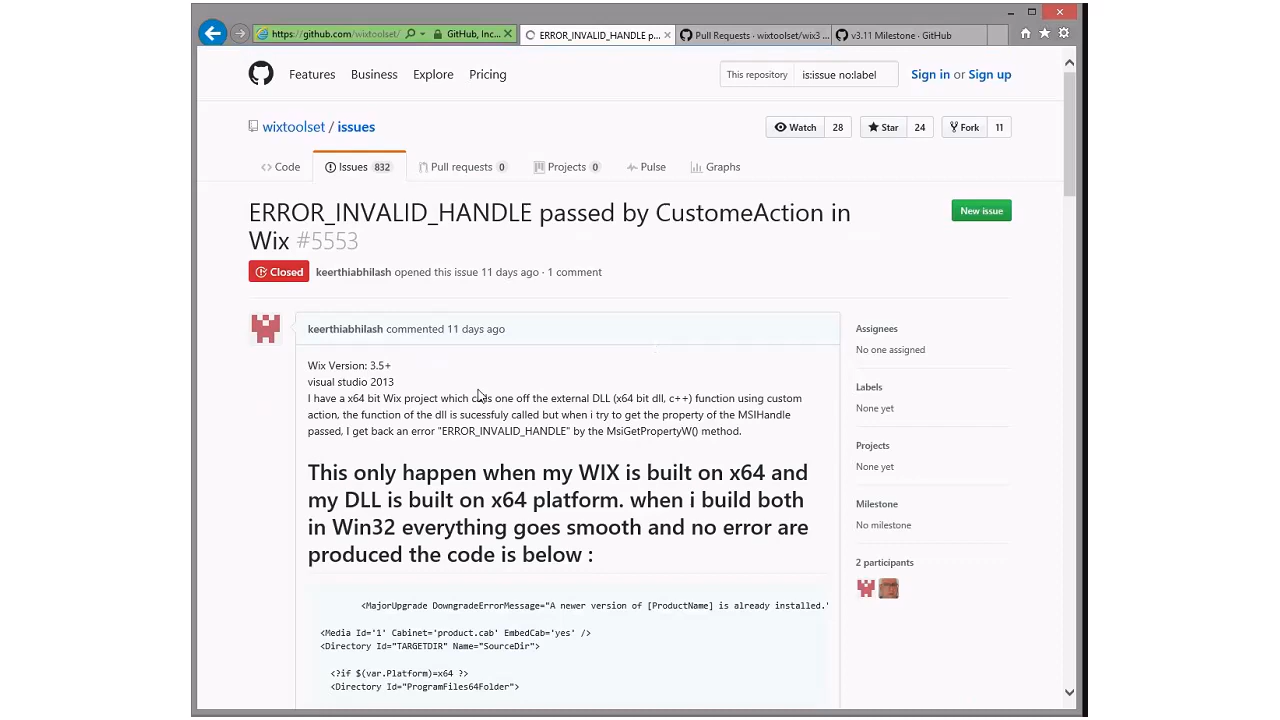 https://github.com/wixtoolset/
GitHub, Inc...
ERROR_INVALID_HANDLE p...
Pull Requests · wixtoolset/wix3 ...
v3.11 Milestone · GitHub
Features
Business
Explore
Pricing
This repository
is:issue no:label
Sign in or Sign up
wixtoolset / issues
Watch 28
Star 24
Fork 11
Code
Issues 832
Pull requests 0
Projects 0
Pulse
Graphs
ERROR_INVALID_HANDLE passed by CustomeAction in
Wix #5553
New issue
Closed
keerthiabhilash opened this issue 11 days ago · 1 comment
keerthiabhilash commented 11 days ago
Wix Version: 3.5+
visual studio 2013
I have a x64 bit Wix project which calls one off the external DLL (x64 bit dll, c++) function using custom
action, the function of the dll is sucessfuly called but when i try to get the property of the MSIHandle
passed, I get back an error "ERROR_INVALID_HANDLE" by the MsiGetPropertyW() method.
This only happen when my WIX is built on x64 and
my DLL is built on x64 platform. when i build both
in Win32 everything goes smooth and no error are
produced the code is below :
<MajorUpgrade DowngradeErrorMessage="A newer version of [ProductName] is already installed.'
<Media Id='1' Cabinet='product.cab' EmbedCab='yes' />
<Directory Id="TARGETDIR" Name="SourceDir">
<?if $(var.Platform)=x64 ?>
<Directory Id="ProgramFiles64Folder">
Assignees
No one assigned
Labels
None yet
Projects
None yet
Milestone
No milestone
2 participants